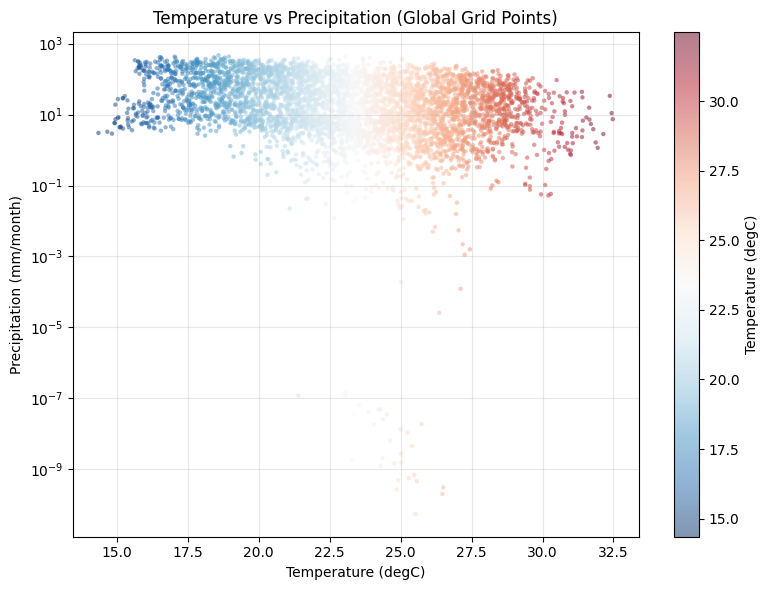 Temperature vs Precipitation (Global Grid Points)
Precipitation (mm/month)
10³
10¹
10⁻¹
10⁻³
10⁻⁵
10⁻⁷
10⁻⁹
15.0 17.5 20.0 22.5 25.0 27.5 30.0 32.5
Temperature (degC)
30.0
27.5
25.0
22.5
20.0
17.5
15.0
Temperature (degC)